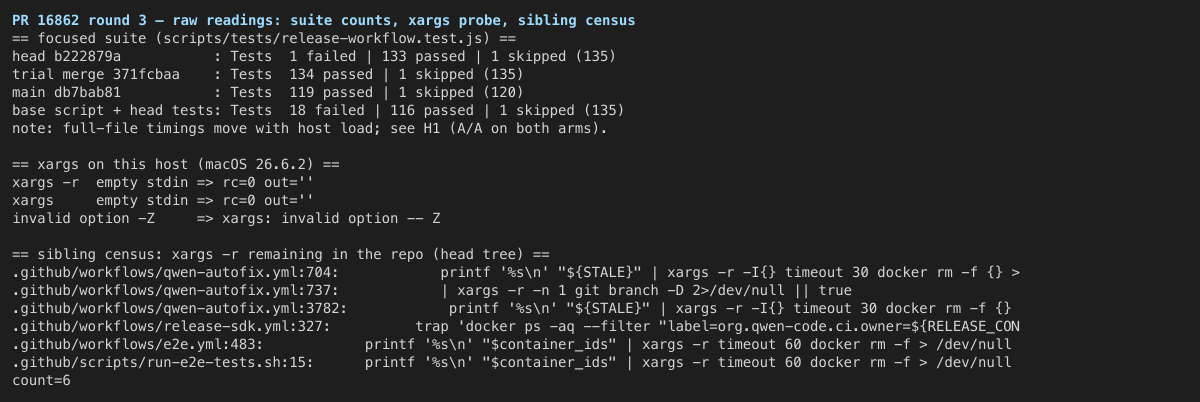 PR 16862 round 3 — raw readings: suite counts, xargs probe, sibling census
== focused suite (scripts/tests/release-workflow.test.js) ==
head b222879a           : Tests  1 failed | 133 passed | 1 skipped (135)
trial merge 371fcbaa    : Tests  134 passed | 1 skipped (135)
main db7bab81           : Tests  119 passed | 1 skipped (120)
base script + head tests: Tests  18 failed | 116 passed | 1 skipped (135)
note: full-file timings move with host load; see H1 (A/A on both arms).
== xargs on this host (macOS 26.6.2) ==
xargs -r  empty stdin => rc=0 out=''
xargs     empty stdin => rc=0 out=''
invalid option -Z     => xargs: invalid option -- Z
== sibling census: xargs -r remaining in the repo (head tree) ==
.github/workflows/qwen-autofix.yml:704:            printf '%s\n' "${STALE}" | xargs -r -I{} timeout 30 docker rm -f {} >
.github/workflows/qwen-autofix.yml:737:            | xargs -r -n 1 git branch -D 2>/dev/null || true
.github/workflows/qwen-autofix.yml:3782:            printf '%s\n' "${STALE}" | xargs -r -I{} timeout 30 docker rm -f {}
.github/workflows/release-sdk.yml:327:          trap 'docker ps -aq --filter "label=org.qwen-code.ci.owner=${RELEASE_CON
.github/workflows/e2e.yml:483:            printf '%s\n' "$container_ids" | xargs -r timeout 60 docker rm -f > /dev/null
.github/scripts/run-e2e-tests.sh:15:      printf '%s\n' "$container_ids" | xargs -r timeout 60 docker rm -f > /dev/null
count=6